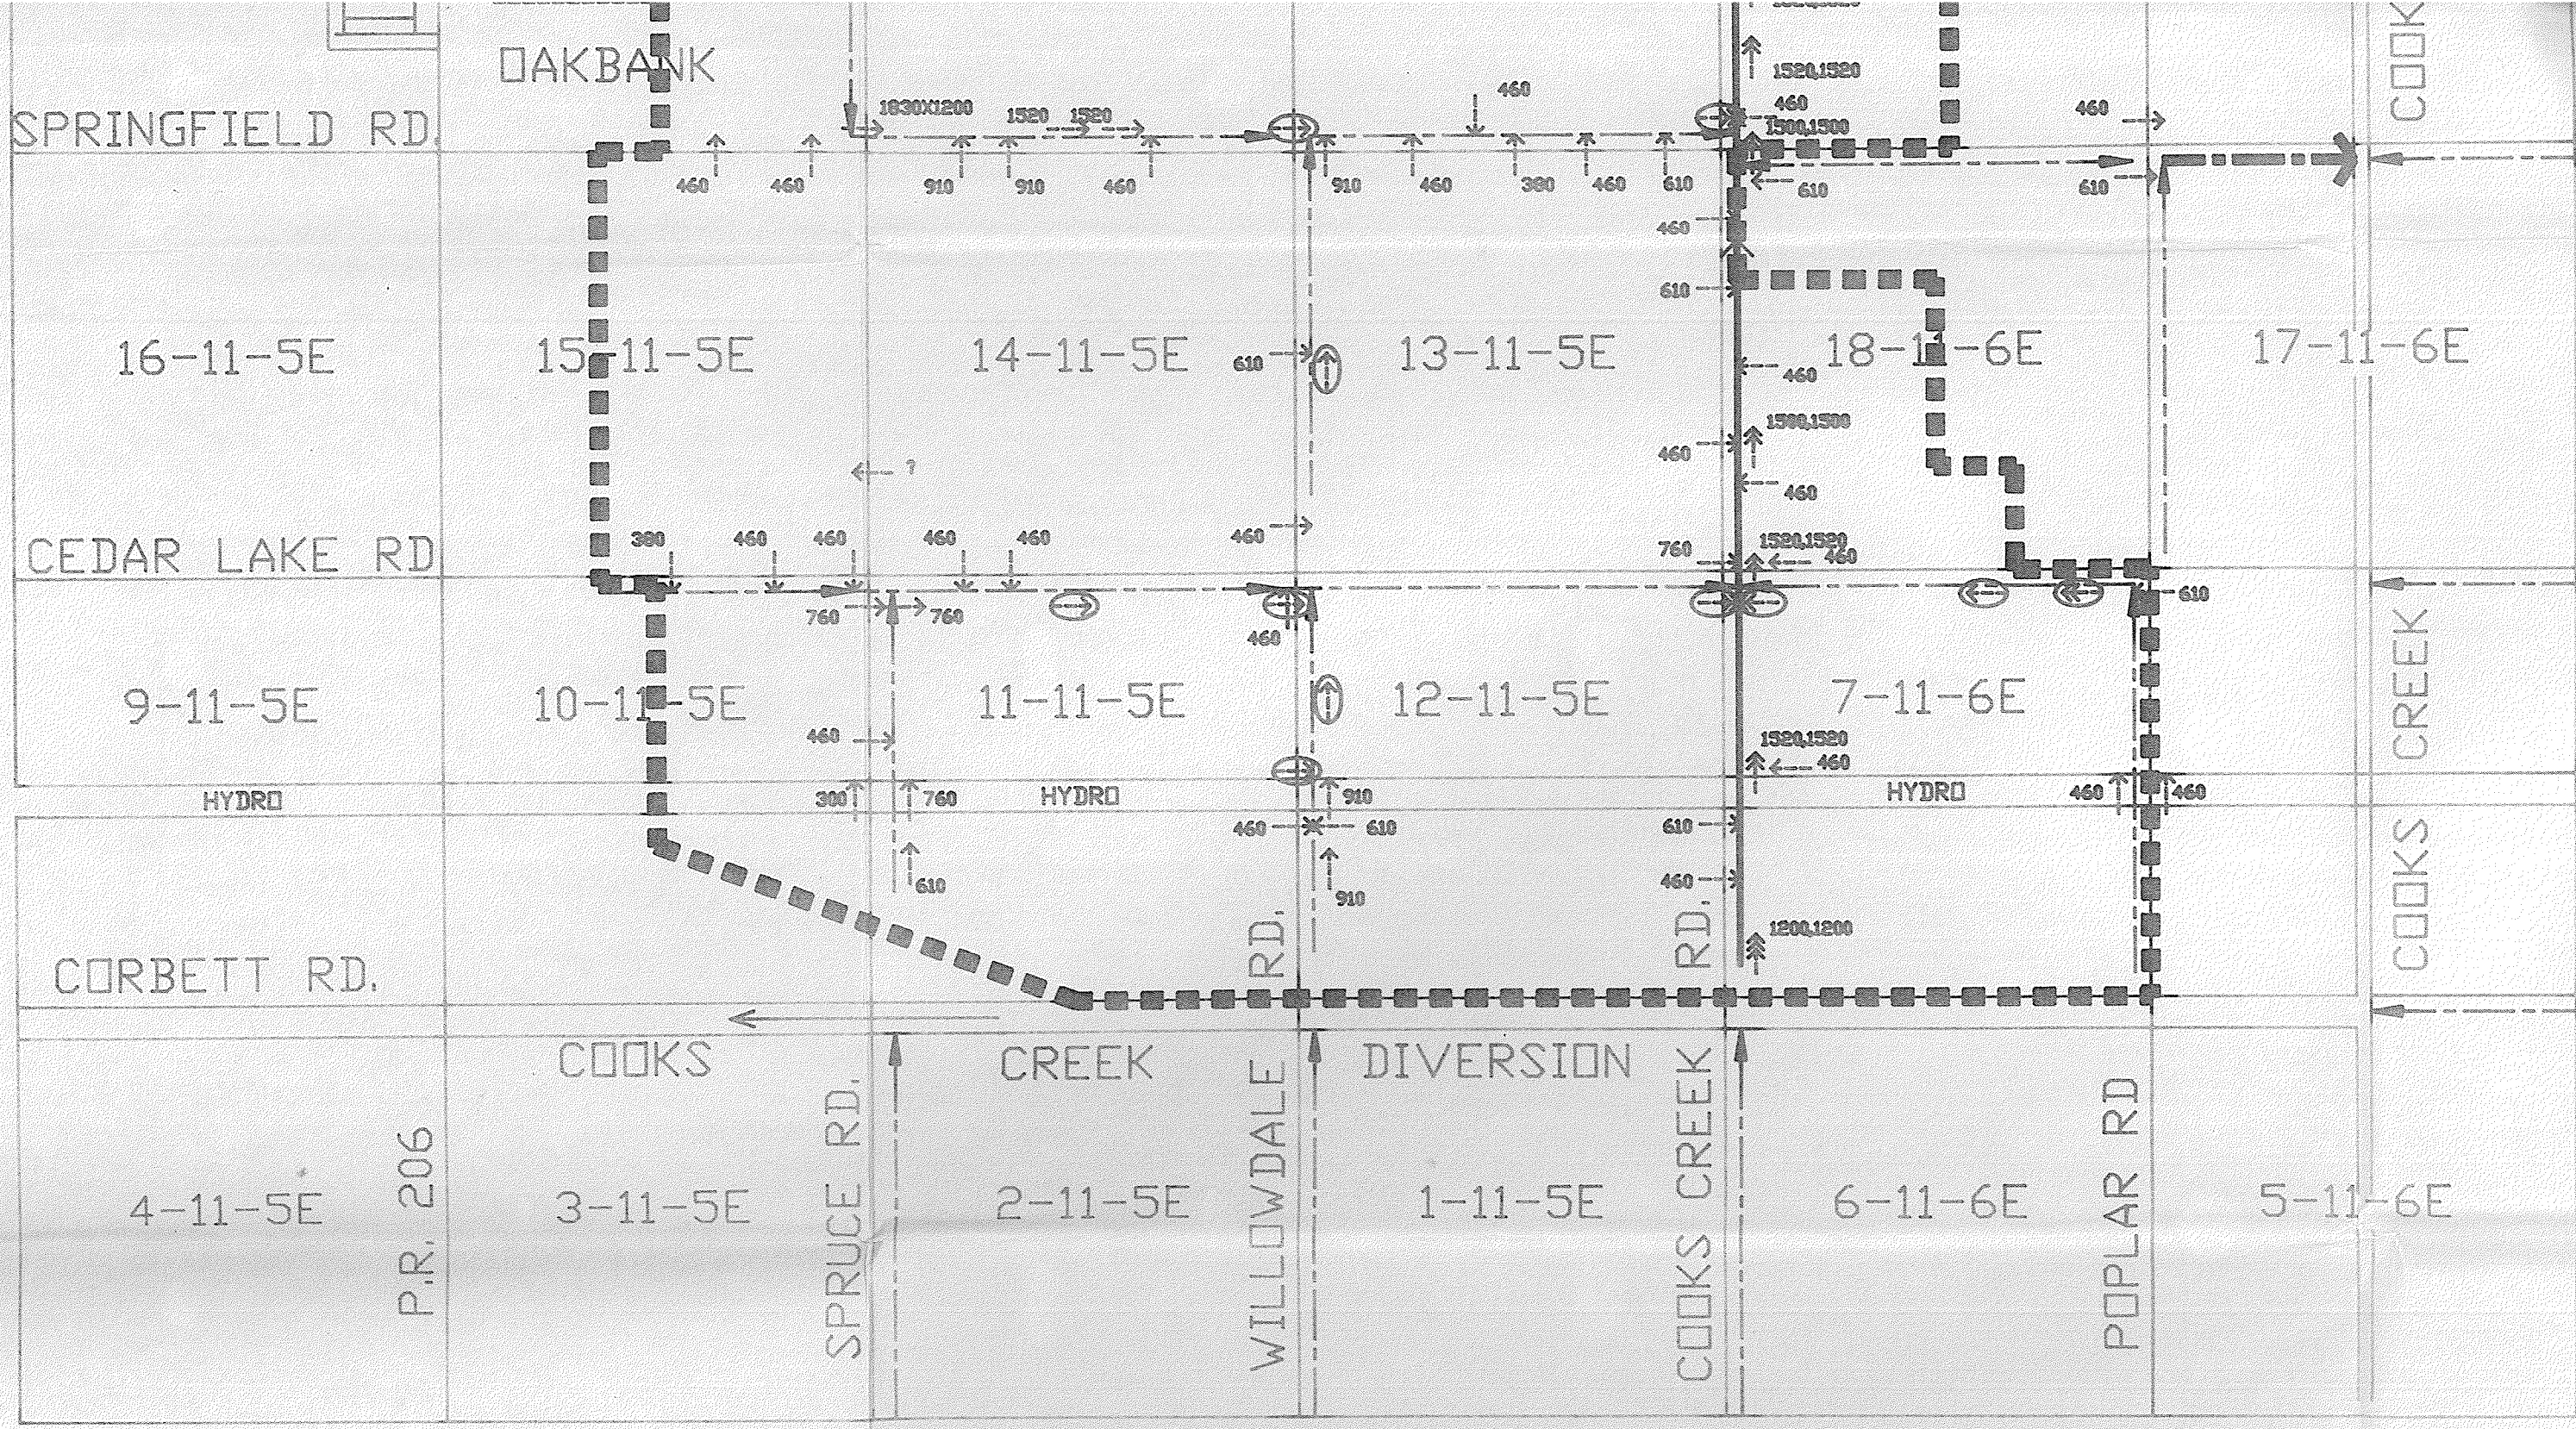 COOK
OAKBANK
1520,1520
460
1830X1200
1520
1520
460
460
SPRINGFIELD RD.
1500,1500
460
460
910
910
460
910
460
380
460
610
610
610
460
610
16-11-5E
15-11-5E
14-11-5E
610
13-11-5E
460
18-11-6E
17-11-6E
1500,1500
460
?
460
460
380
460
460
460
460
760
1520,1520
460
CEDAR LAKE RD
760
760
460
610
9-11-5E
10-11-5E
11-11-5E
12-11-5E
7-11-6E
COOKS CREEK
460
1520,1520
460
HYDRO
300
760
HYDRO
910
HYDRO
460
460
460
610
610
610
910
460
1200,1200
CORBETT RD.
COOKS CREEK DIVERSION
P.R. 206
SPRUCE RD.
WILLOWDALE RD.
COOKS CREEK RD.
POPLAR RD
4-11-5E
3-11-5E
2-11-5E
1-11-5E
6-11-6E
5-11-6E